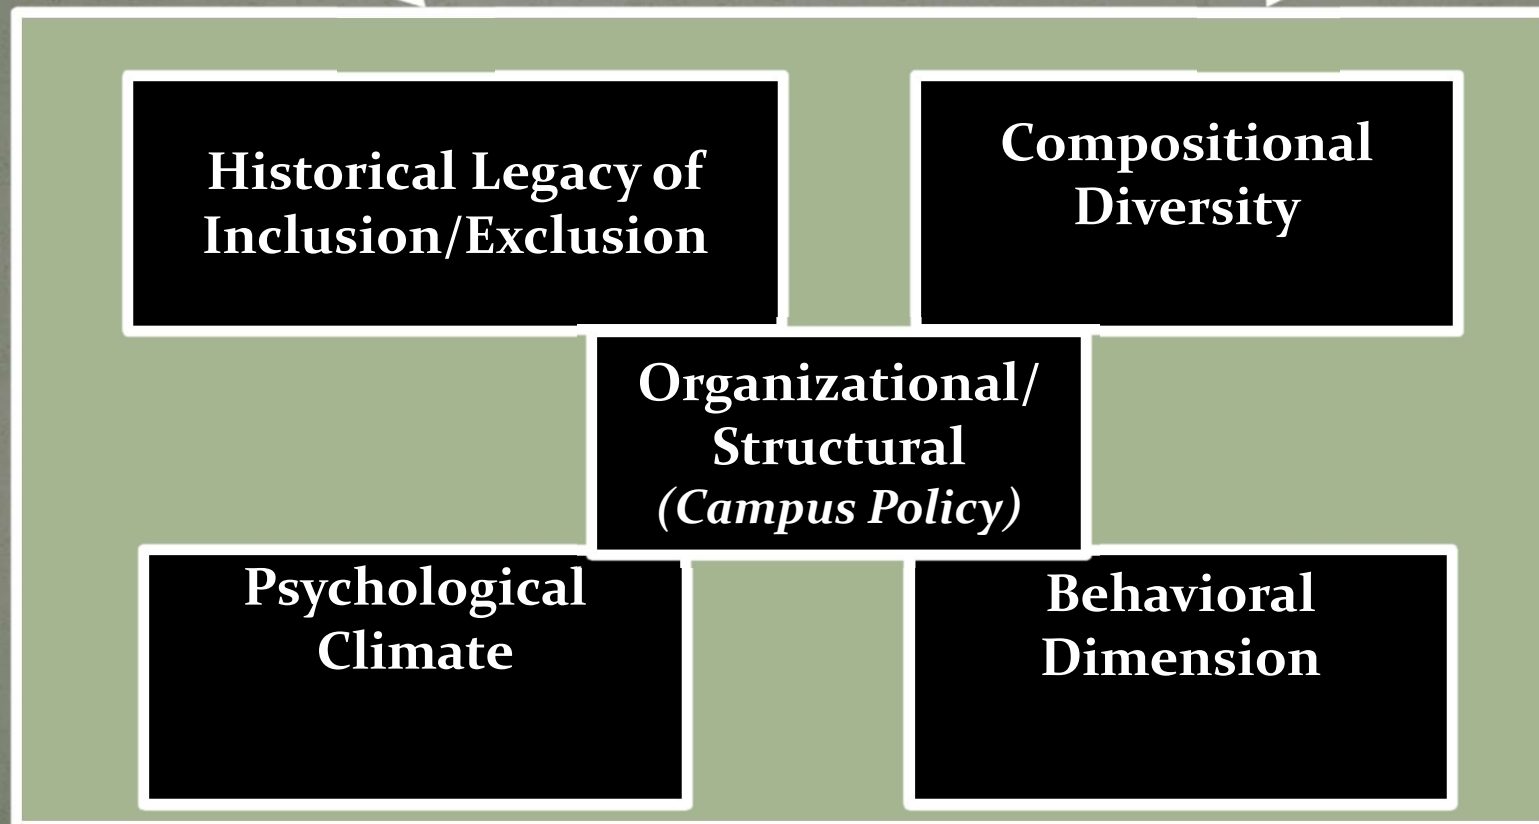 Historical Legacy of
Inclusion/Exclusion
Compositional
Diversity
Organizational/
Structural
(Campus Policy)
Psychological
Climate
Behavioral
Dimension